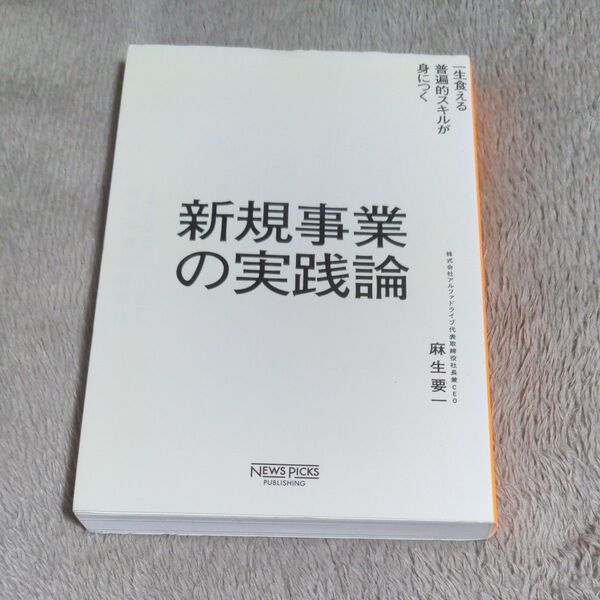 一生食える
普遍的スキルが
身につく
新規事業
の実践論
株式会社アルファドライブ代表取締役社長兼CEO
麻生要一
NEWSPICKS
PUBLISHING